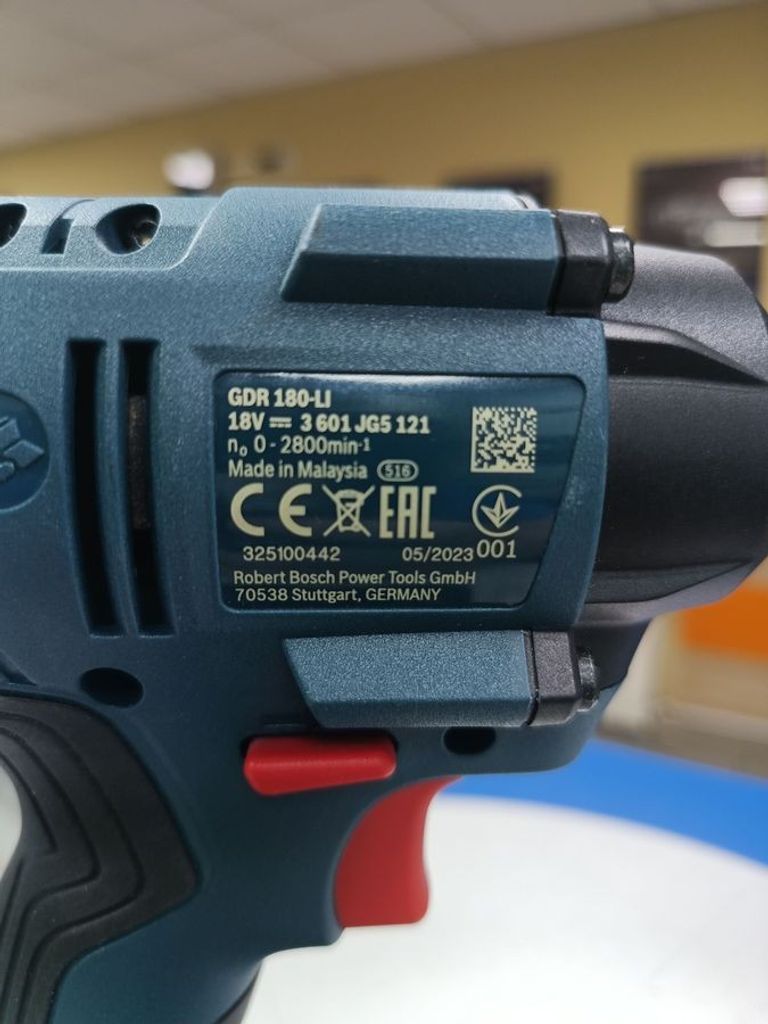 GDR 180-LI
18V ⎓ 3 601 JG5 121
n₀ 0 - 2800min-1
Made in Malaysia 516
CE EAC
325100442 05/2023 001
Robert Bosch Power Tools GmbH
70538 Stuttgart, GERMANY